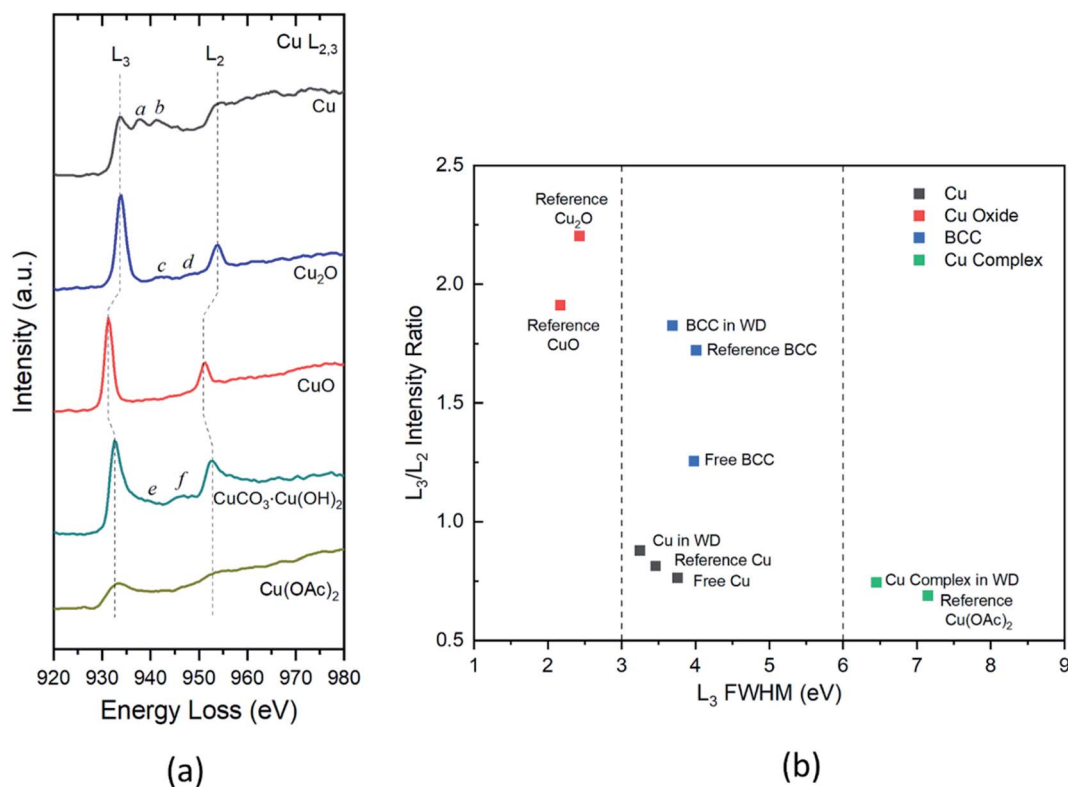 Cu L2,3
L3
L2
a
b
Cu
Cu2O
c
d
CuO
CuCO3·Cu(OH)2
e
f
Cu(OAc)2
Intensity (a.u.)
920 930 940 950 960 970 980
Energy Loss (eV)
(a)
2.5
2.0
1.5
1.0
0.5
L3/L2 Intensity Ratio
Reference
Cu2O
Reference
CuO
BCC in WD
Reference BCC
Free BCC
Cu in WD
Reference Cu
Free Cu
Cu Complex in WD
Reference
Cu(OAc)2
Cu
Cu Oxide
BCC
Cu Complex
1 2 3 4 5 6 7 8 9
L3 FWHM (eV)
(b)